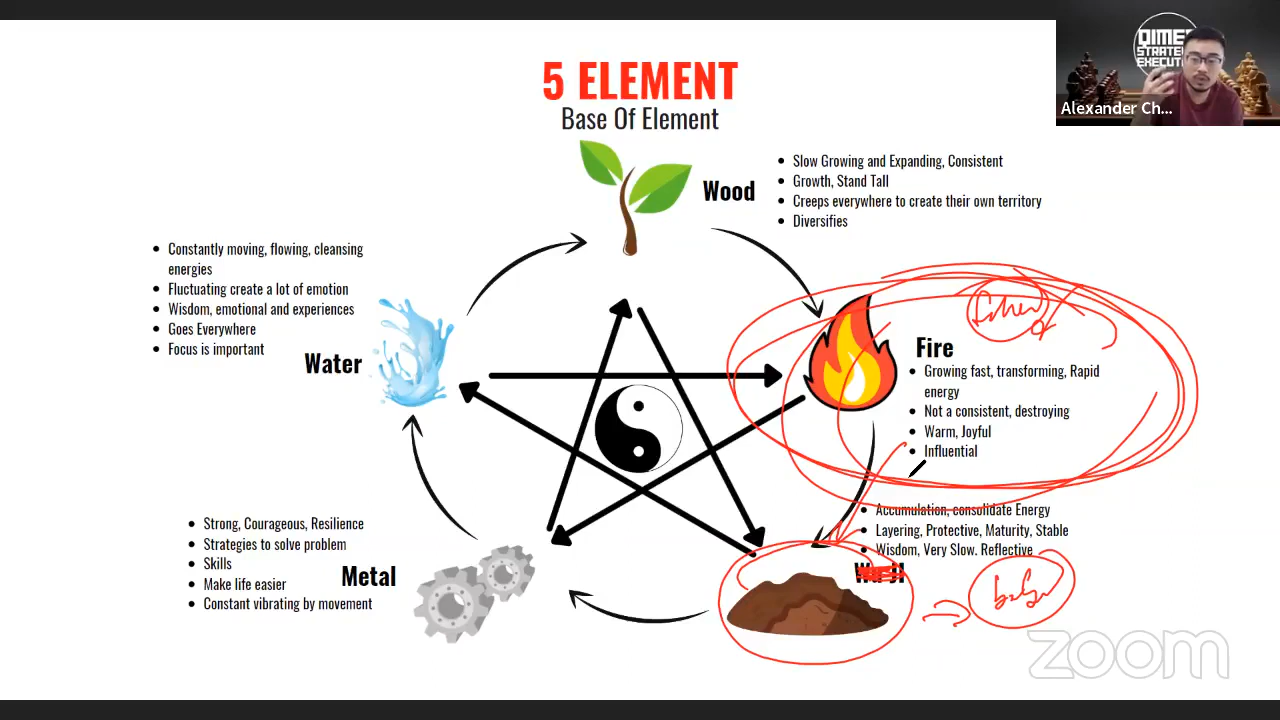 QIMEN
STRATEGIC
Alexander Ch...
5 ELEMENT
Base Of Element
Wood
Slow Growing and Expanding, Consistent
Growth, Stand Tall
Creeps everywhere to create their own territory
Diversifies
Constantly moving, flowing, cleansing
energies
Fluctuating create a lot of emotion
Wisdom, emotional and experiences
Goes Everywhere
Focus is important
Water
Fire
Growing fast, transforming, Rapid
energy
Not a consistent, destroying
Warm, Joyful
Influential
Accumulation, consolidate Energy
Layering, Protective, Maturity, Stable
Wisdom, Very Slow. Reflective
Strong, Courageous, Resilience
Strategies to solve problem
Skills
Make life easier
Constant vibrating by movement
Metal
zoom